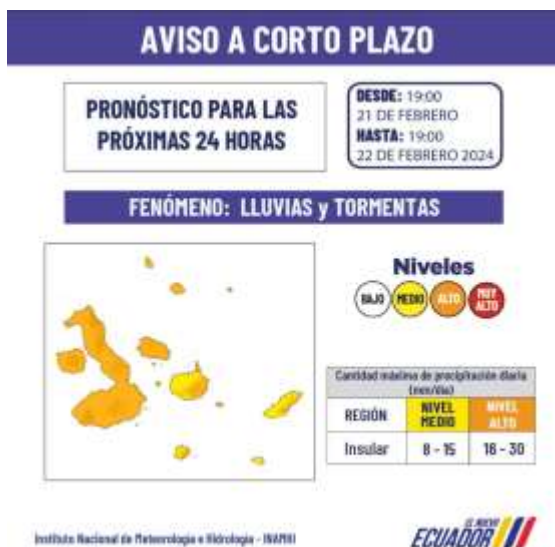 AVISO A CORTO PLAZO
PRONÓSTICO PARA LAS
PRÓXIMAS 24 HORAS
DESDE: 19:00
21 DE FEBRERO
HASTA: 19:00
22 DE FEBRERO 2024
FENÓMENO: LLUVIAS y TORMENTAS
Niveles
BAJO
MEDIO
ALTO
MUY
ALTO
Cantidad máxima de precipitación diaria
(mm/día)
REGIÓN
NIVEL
MEDIO
NIVEL
ALTO
Insular
8 - 15
16 - 30
Instituto Nacional de Meteorología e Hidrología - INAMHI
EL NUEVO
ECUADOR